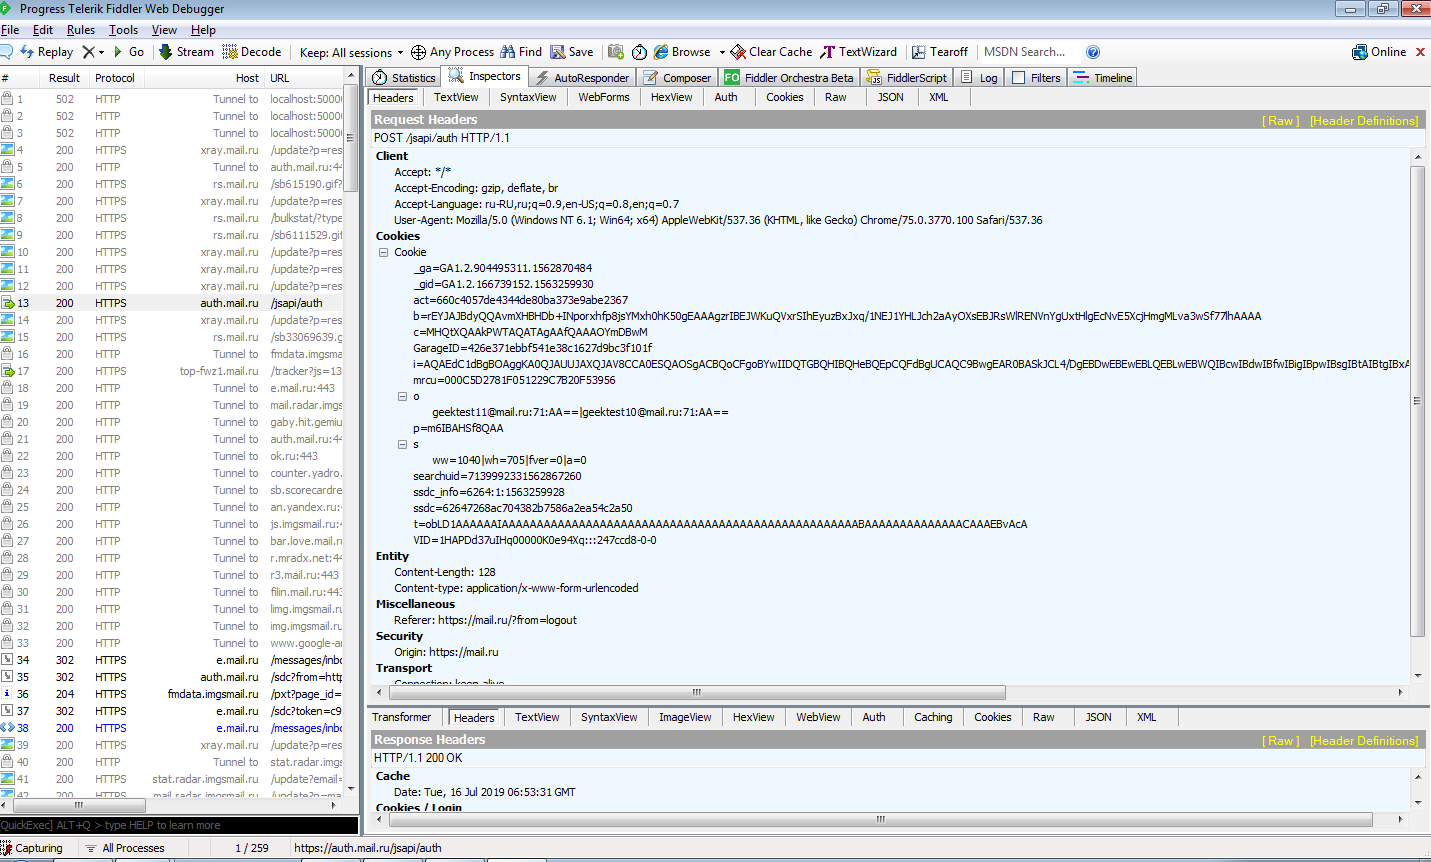 Progress Telerik Fiddler Web Debugger
File Edit Rules Tools View Help
Replay Go Stream Decode Keep: All sessions Any Process Find Save Browse Clear Cache TextWizard Tearoff MSDN Search... Online
# Result Protocol Host URL
1 502 HTTP Tunnel to localhost:5000
2 502 HTTP Tunnel to localhost:5000
3 502 HTTP Tunnel to localhost:5000
4 200 HTTPS xray.mail.ru /update?p=res
5 200 HTTP Tunnel to auth.mail.ru:44
6 200 HTTPS rs.mail.ru /sb615190.gif?
7 200 HTTPS xray.mail.ru /update?p=res
8 200 HTTPS rs.mail.ru /bulkstat/?type
9 200 HTTPS rs.mail.ru /sb6111529.gif
10 200 HTTPS xray.mail.ru /update?p=res
11 200 HTTPS xray.mail.ru /update?p=res
12 200 HTTPS xray.mail.ru /update?p=res
13 200 HTTPS auth.mail.ru /jsapi/auth
14 200 HTTPS xray.mail.ru /update?p=res
15 200 HTTPS rs.mail.ru /sb33069639.g
16 200 HTTP Tunnel to fmdata.imgsma
17 200 HTTPS top-fwz1.mail.ru /tracker?js=13
18 200 HTTP Tunnel to e.mail.ru:443
19 200 HTTP Tunnel to mail.radar.imgs
20 200 HTTP Tunnel to gaby.hit.gemiu
21 200 HTTP Tunnel to auth.mail.ru:44
22 200 HTTP Tunnel to ok.ru:443
23 200 HTTP Tunnel to counter.yadro.
24 200 HTTP Tunnel to sb.scorecardre
25 200 HTTP Tunnel to an.yandex.ru:
26 200 HTTP Tunnel to js.imgsmail.ru:
27 200 HTTP Tunnel to bar.love.mail.r
28 200 HTTP Tunnel to r.mradx.net:44
29 200 HTTP Tunnel to r3.mail.ru:443
30 200 HTTP Tunnel to filin.mail.ru:443
31 200 HTTP Tunnel to limg.imgsmail.ru
32 200 HTTP Tunnel to img.imgsmail.ru
33 200 HTTP Tunnel to www.google-a
34 302 HTTPS e.mail.ru /messages/inbo
35 302 HTTPS auth.mail.ru /sdc?from=http
36 204 HTTPS fmdata.imgsmail.ru /pxt?page_id=
37 302 HTTPS e.mail.ru /sdc?token=c9
38 200 HTTPS e.mail.ru /messages/inbo
39 200 HTTPS xray.mail.ru /update?p=res
40 200 HTTP Tunnel to stat.radar.imgs
41 200 HTTPS stat.radar.imgsmail.ru /update?email=
42 200 HTTPS mail.radar.imgsmail.ru /update?p=ma
[QuickExec] ALT+Q > type HELP to learn more
Statistics Inspectors AutoResponder Composer FO Fiddler Orchestra Beta FiddlerScript Log Filters Timeline
Headers TextView SyntaxView WebForms HexView Auth Cookies Raw JSON XML
Request Headers [ Raw ] [Header Definitions]
POST /jsapi/auth HTTP/1.1
Client
Accept: */*
Accept-Encoding: gzip, deflate, br
Accept-Language: ru-RU,ru;q=0.9,en-US;q=0.8,en;q=0.7
User-Agent: Mozilla/5.0 (Windows NT 6.1; Win64; x64) AppleWebKit/537.36 (KHTML, like Gecko) Chrome/75.0.3770.100 Safari/537.36
Cookies
Cookie
_ga=GA1.2.904495311.1562870484
_gid=GA1.2.166739152.1563259930
act=660c4057de4344de80ba373e9abe2367
b=rEYJAJBdyQQAvmXHBHDb+INporxhfp8jsYMxh0hK50gEAAAgzrIBEJWKuQVxrSIhEyuzBxJxq/1NEJ1YHLJch2aAyOXsEBJRsWlRENVnYgUxtHlgEcNvE5XcjHmgMLva3wSf77lhAAAA
c=MHQtXQAAkPWTAQATAgAAfQAAAOYmDBwM
GarageID=426e371ebbf541e38c1627d9bc3f101f
i=AQAEdC1dBgBOAggKA0QJAUUJAXQJAV8CCA0ESQAOSgACBQoCFgoBYwIIDQTGBQHIBQHeBQEpCQFdBgUCAQC9BwgEAR0BASkJCL4/DgEBDwEBEwEBLQEBLwEBWQIBcwIBdwIBfwIBigIBpwIBsgIBtAIBtgIBxA
mrcu=000C5D2781F051229C7B20F53956
o
geektest11@mail.ru:71:AA==|geektest10@mail.ru:71:AA==
p=m6IBAHSf8QAA
s
ww=1040|wh=705|fver=0|a=0
searchuid=7139992331562867260
ssdc_info=6264:1:1563259928
ssdc=62647268ac704382b7586a2ea54c2a50
VID=1HAPDd37uIHq00000K0e94Xq:::247ccd8-0-0
Entity
Content-Length: 128
Content-type: application/x-www-form-urlencoded
Miscellaneous
Referer: https://mail.ru/?from=logout
Security
Origin: https://mail.ru
Transport
Connection: keep-alive
Transformer Headers TextView SyntaxView ImageView HexView WebView Auth Caching Cookies Raw JSON XML
Response Headers [ Raw ] [Header Definitions]
HTTP/1.1 200 OK
Cache
Date: Tue, 16 Jul 2019 06:53:31 GMT
Cookies / Login
Capturing All Processes 1 / 259 https://auth.mail.ru/jsapi/auth